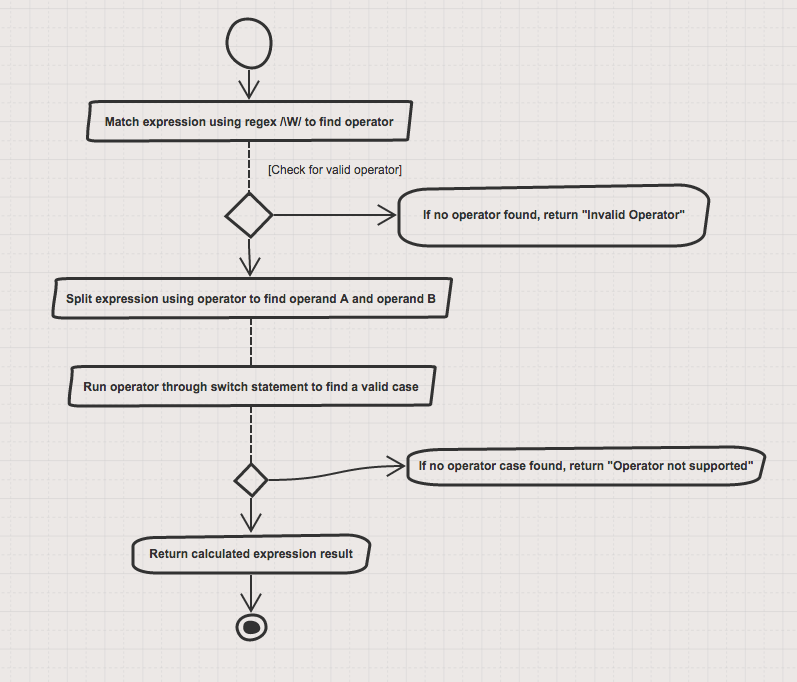 Match expression using regex /\W/ to find operator
[Check for valid operator]
If no operator found, return "Invalid Operator"
Split expression using operator to find operand A and operand B
Run operator through switch statement to find a valid case
If no operator case found, return "Operator not supported"
Return calculated expression result